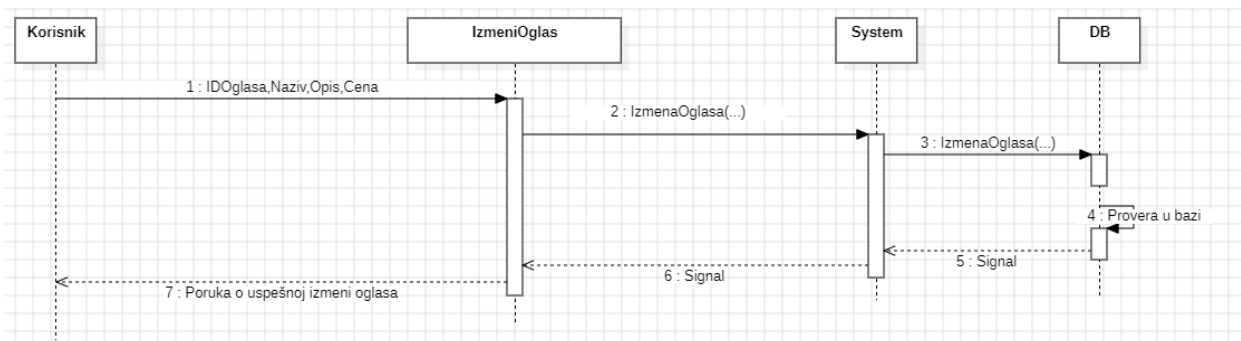 Korisnik
IzmeniOglas
System
DB
1 : IDOglasa,Naziv,Opis,Cena
2 : IzmenaOglasa(...)
3 : IzmenaOglasa(...)
4 : Provera u bazi
5 : Signal
6 : Signal
7 : Poruka o uspešnoj izmeni oglasa